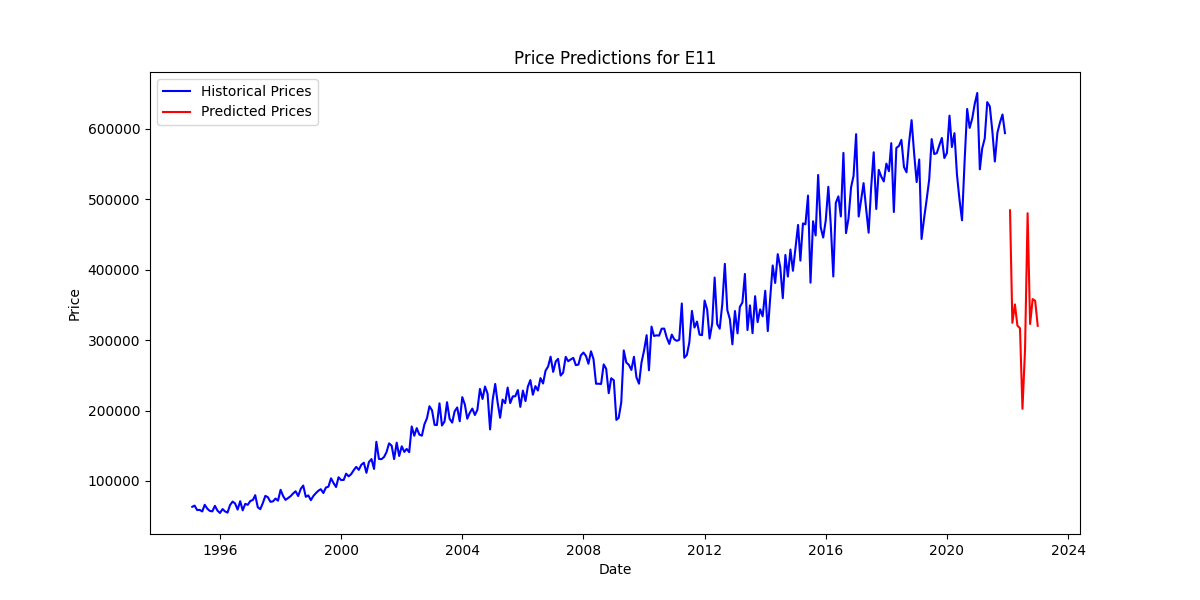 Price Predictions for E11
Historical Prices
Predicted Prices
Price
600000
500000
400000
300000
200000
100000
1996 2000 2004 2008 2012 2016 2020 2024
Date